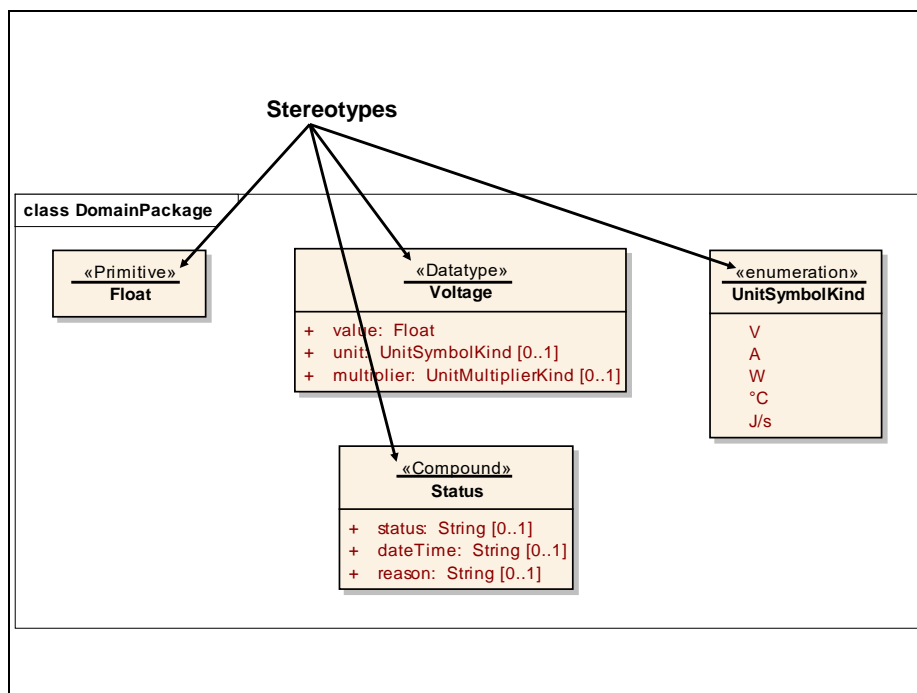 Stereotypes
class DomainPackage
«Primitive»
Float
«Datatype»
Voltage
+ value: Float
+ unit: UnitSymbolKind [0..1]
+ multiplier: UnitMultiplierKind [0..1]
«enumeration»
UnitSymbolKind
V
A
W
°C
J/s
«Compound»
Status
+ status: String [0..1]
+ dateTime: String [0..1]
+ reason: String [0..1]